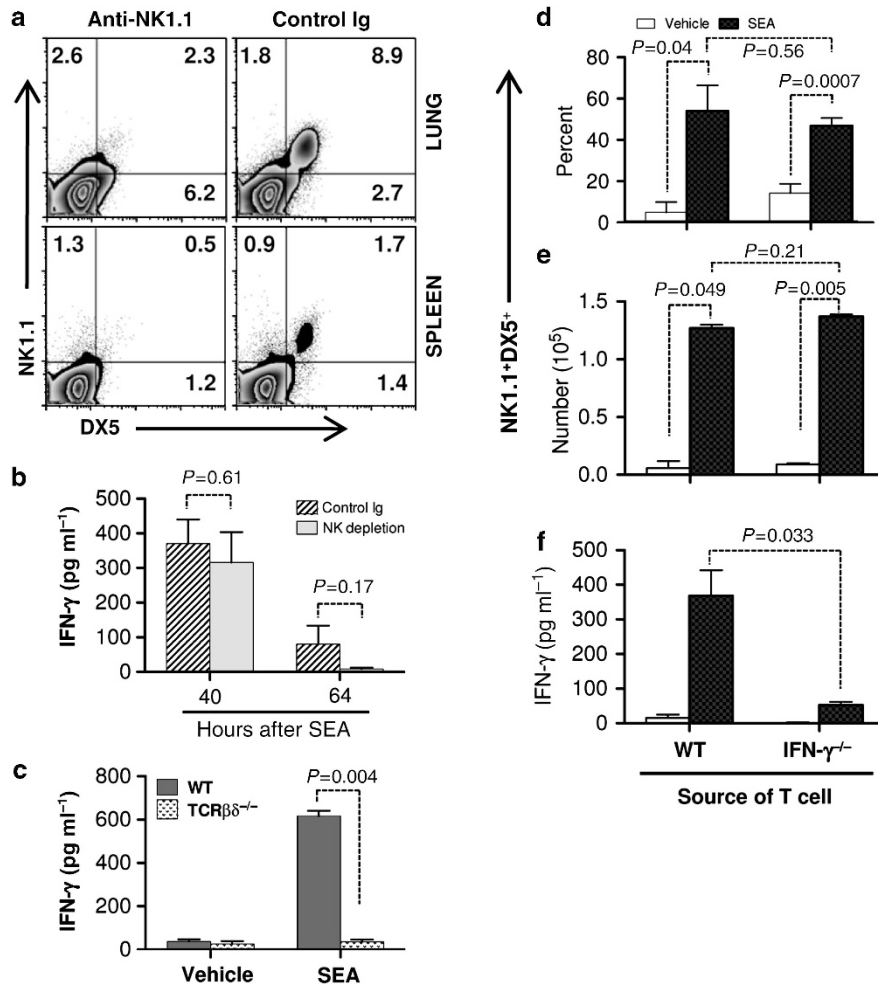 a
Anti-NK1.1
Control Ig
2.6
2.3
1.8
8.9
LUNG
6.2
2.7
1.3
0.5
0.9
1.7
SPLEEN
1.2
1.4
NK1.1
DX5
b
P=0.61
Control Ig
NK depletion
P=0.17
500
400
300
200
100
0
IFN-γ (pg ml⁻¹)
40
64
Hours after SEA
c
WT
TCRβδ⁻/⁻
P=0.004
800
600
400
200
0
IFN-γ (pg ml⁻¹)
Vehicle
SEA
d
Vehicle
SEA
P=0.04
P=0.56
P=0.0007
80
60
40
20
0
Percent
NK1.1⁺DX5⁺
e
P=0.21
P=0.049
P=0.005
1.5
1.0
0.5
0.0
Number (10⁵)
f
P=0.033
500
400
300
200
100
0
IFN-γ (pg ml⁻¹)
WT
IFN-γ⁻/⁻
Source of T cell